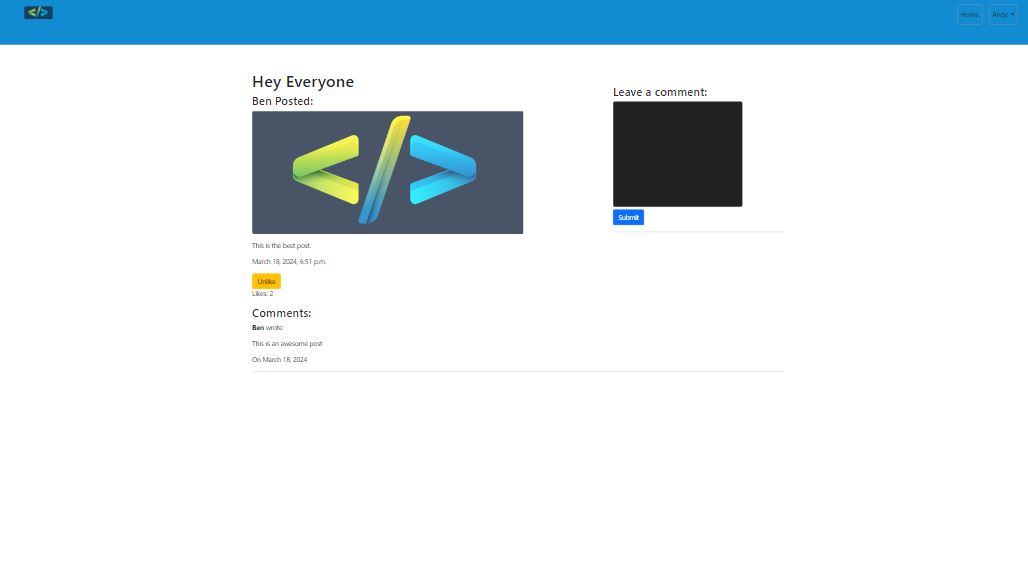 </>
Home
Andy
Hey Everyone
Ben Posted:
</>
This is the best post.
March 18, 2024, 6:51 p.m.
Unlike
Likes: 2
Comments:
Ben wrote:
This is an awesome post
On March 18, 2024
Leave a comment:
Submit